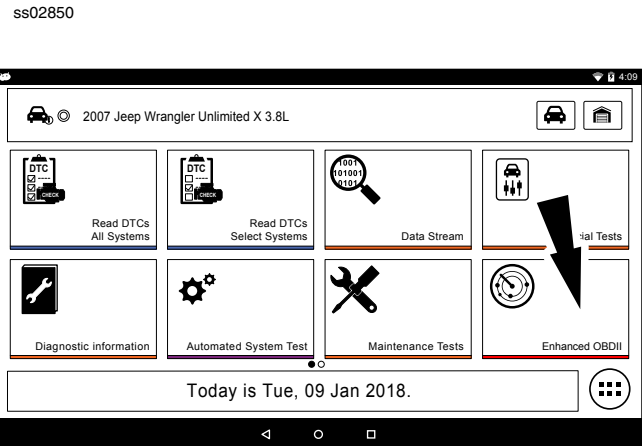 ss02850
4:09
2007 Jeep Wrangler Unlimited X 3.8L
DTC
CHECK
Read DTCs
All Systems
DTC
CHECK
Read DTCs
Select Systems
1001
101001
0101
Data Stream
ial Tests
Diagnostic information
Automated System Test
Maintenance Tests
Enhanced OBDII
Today is Tue, 09 Jan 2018.